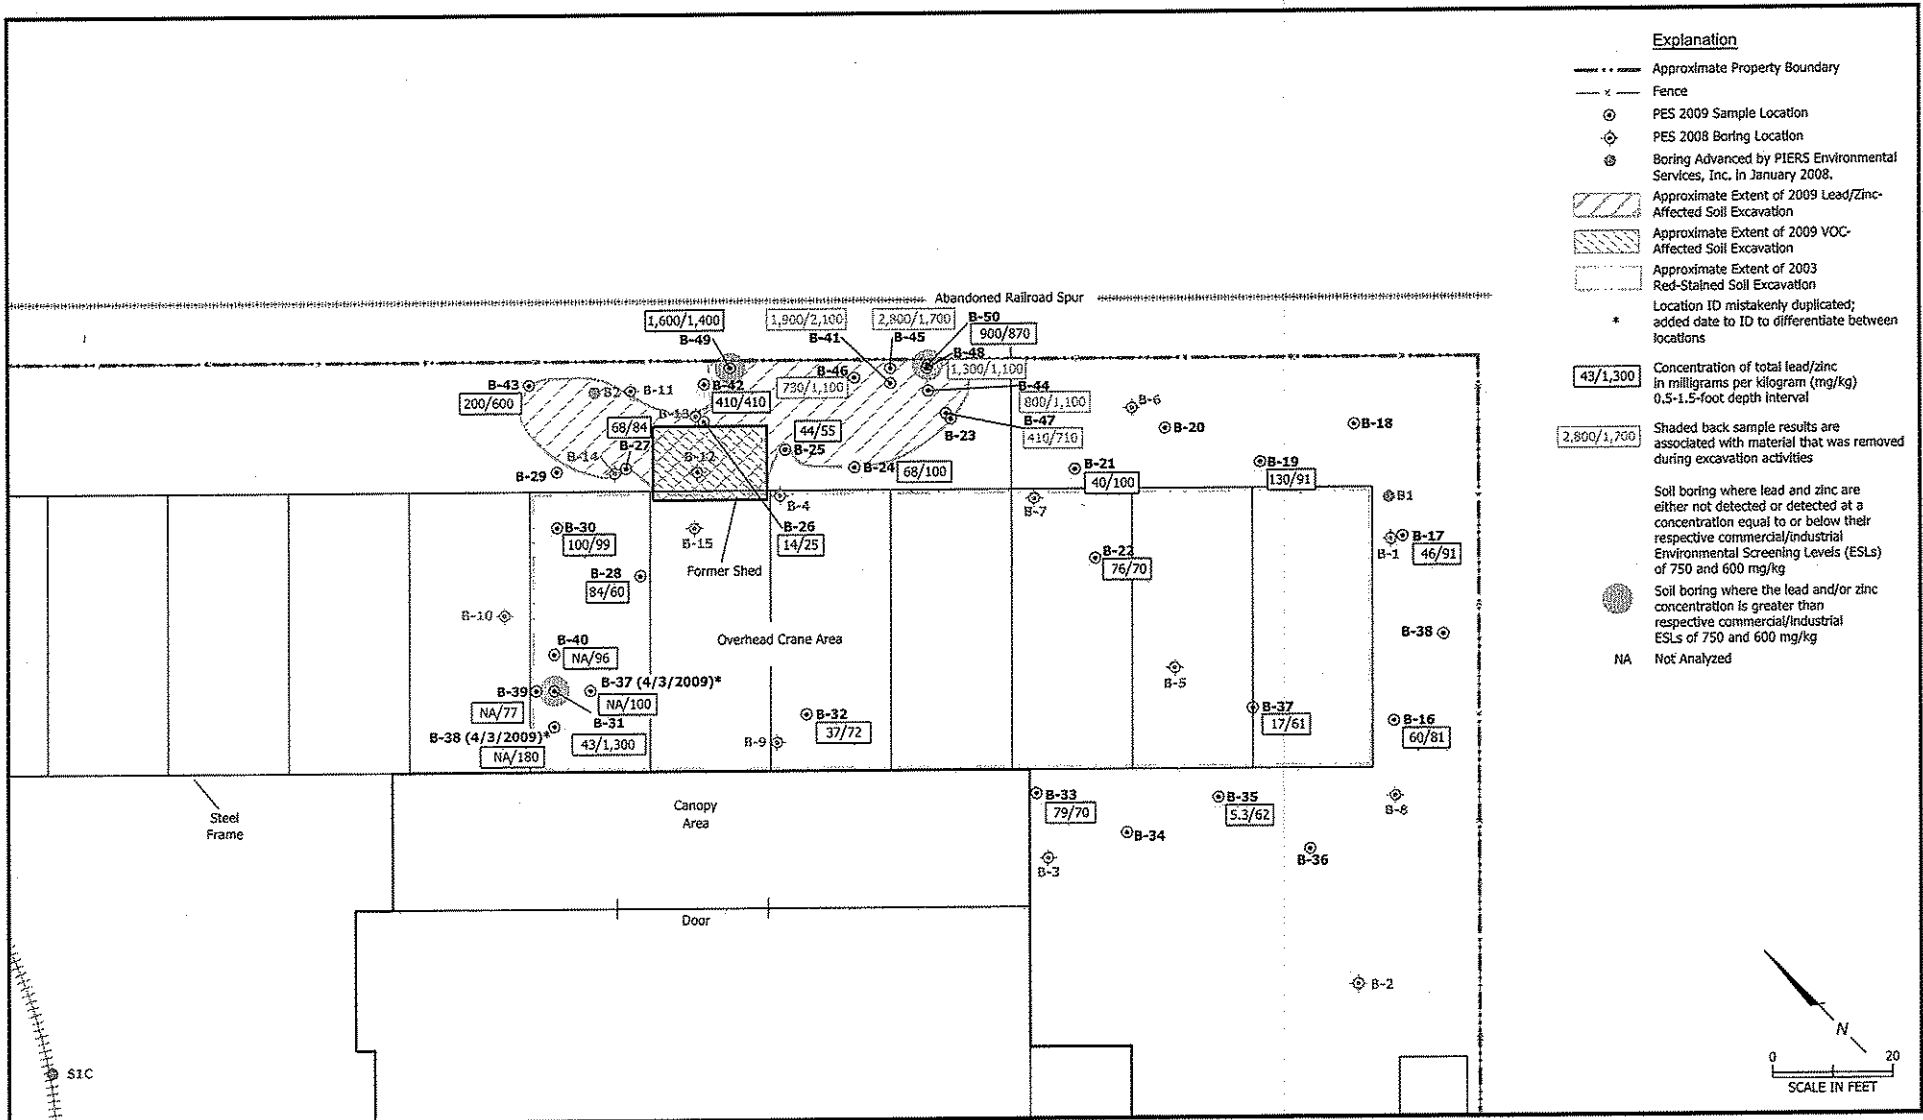 Explanation
Approximate Property Boundary
Fence
PES 2009 Sample Location
PES 2008 Boring Location
Boring Advanced by PIERS Environmental
Services, Inc. in January 2008.
Approximate Extent of 2009 Lead/Zinc-
Affected Soil Excavation
Approximate Extent of 2009 VOC-
Affected Soil Excavation
Approximate Extent of 2003
Red-Stained Soil Excavation
Location ID mistakenly duplicated;
* added date to ID to differentiate between
locations
Concentration of total lead/zinc
43/1,300 in milligrams per kilogram (mg/kg)
0.5-1.5-foot depth interval
Shaded back sample results are
2,800/1,700 associated with material that was removed
during excavation activities
Soil boring where lead and zinc are
either not detected or detected at a
concentration equal to or below their
respective commercial/industrial
Environmental Screening Levels (ESLs)
of 750 and 600 mg/kg
Soil boring where the lead and/or zinc
concentration is greater than
respective commercial/industrial
ESLs of 750 and 600 mg/kg
NA Not Analyzed
Abandoned Railroad Spur
1,600/1,400
1,900/2,100
2,800/1,700
B-50
900/870
B-49
B-41
B-45
B-48
1,300/1,100
B-46
730/1,100
B-43
200/600
B2
B-11
B-42
410/410
B-44
800/1,100
B-13
B-47
410/710
B-23
B-6
B-20
B-18
68/84
B-27
44/55
B-25
B-14
B-12
B-29
B-24
68/100
B-21
40/100
B-19
130/91
B-4
B-7
B1
B-30
100/99
B-15
B-26
14/25
B-17
46/91
B-1
B-22
76/70
Former Shed
B-28
84/60
B-10
Overhead Crane Area
B-38
B-40
NA/96
B-5
B-39
NA/77
B-37 (4/3/2009)*
NA/100
B-31
43/1,300
B-38 (4/3/2009)*
NA/180
B-32
37/72
B-9
B-37
17/61
B-16
60/81
Steel
Frame
Canopy
Area
B-33
79/70
B-35
5.3/62
B-8
B-34
B-3
B-36
Door
B-2
S1C
N
0 20
SCALE IN FEET